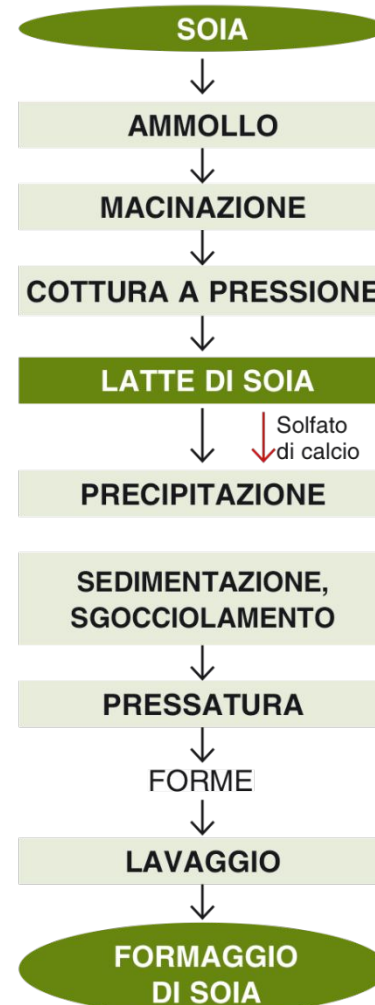 SOIA
AMMOLLO
MACINAZIONE
COTTURA A PRESSIONE
LATTE DI SOIA
Solfato
di calcio
PRECIPITAZIONE
SEDIMENTAZIONE,
SGOCCIOLAMENTO
PRESSATURA
FORME
LAVAGGIO
FORMAGGIO
DI SOIA